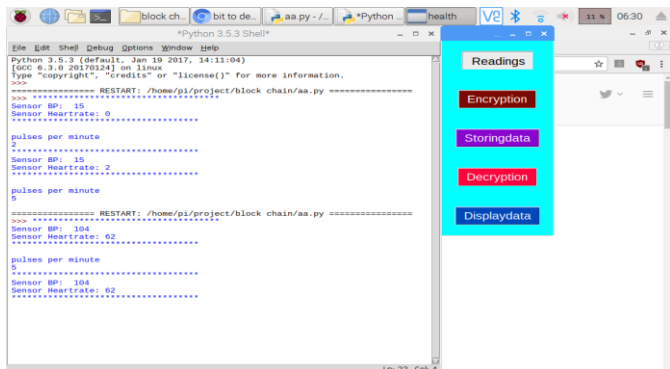 block ch...
bit to de...
aa.py - /...
*Python ...
health
11 %
06:30
*Python 3.5.3 Shell*
File Edit Shell Debug Options Window Help
Python 3.5.3 (default, Jan 19 2017, 14:11:04)
[GCC 6.3.0 20170124] on linux
Type "copyright", "credits" or "license()" for more information.
>>>
================ RESTART: /home/pi/project/block chain/aa.py ================
>>> ***************************************
Sensor BP: 15
Sensor Heartrate: 0
***************************************
pulses per minute
2
***************************************
Sensor BP: 15
Sensor Heartrate: 2
***************************************
pulses per minute
5
================ RESTART: /home/pi/project/block chain/aa.py ================
>>> ***************************************
Sensor BP: 104
Sensor Heartrate: 62
***************************************
pulses per minute
5
***************************************
Sensor BP: 104
Sensor Heartrate: 62
***************************************
Readings
Encryption
Storingdata
Decryption
Displaydata